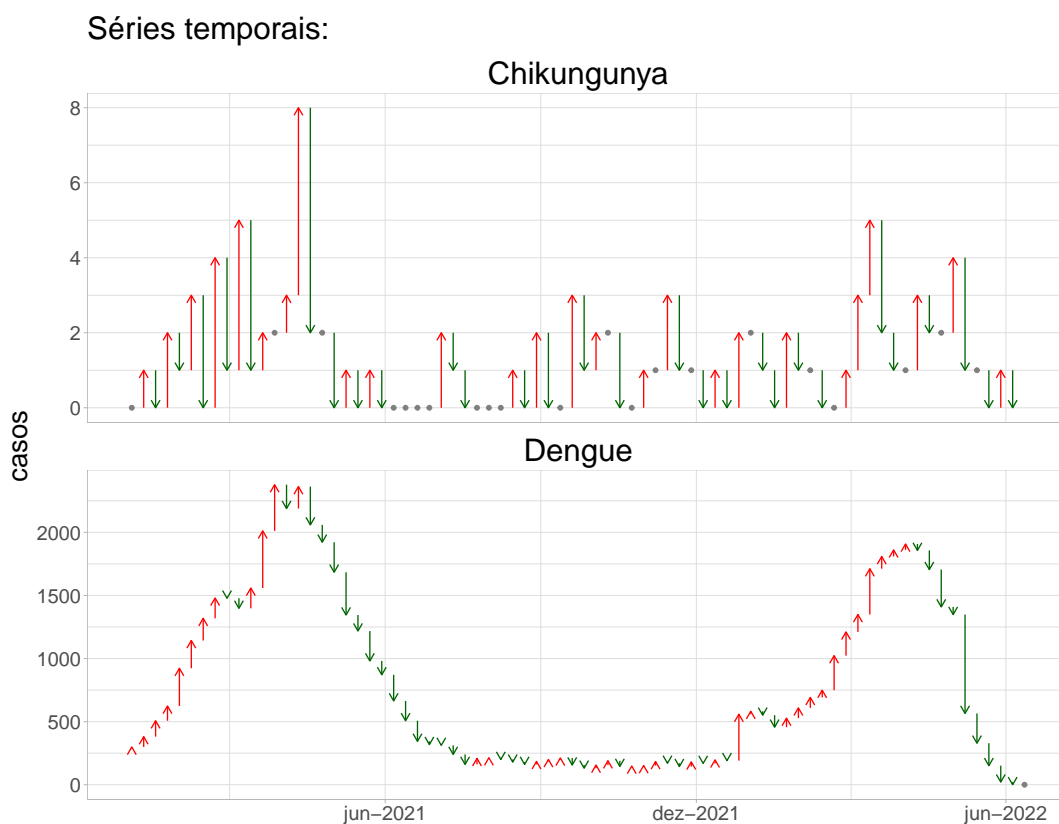 Séries temporais:
Chikungunya
8
6
4
2
0
casos
Dengue
2000
1500
1000
500
0
jun−2021
dez−2021
jun−2022